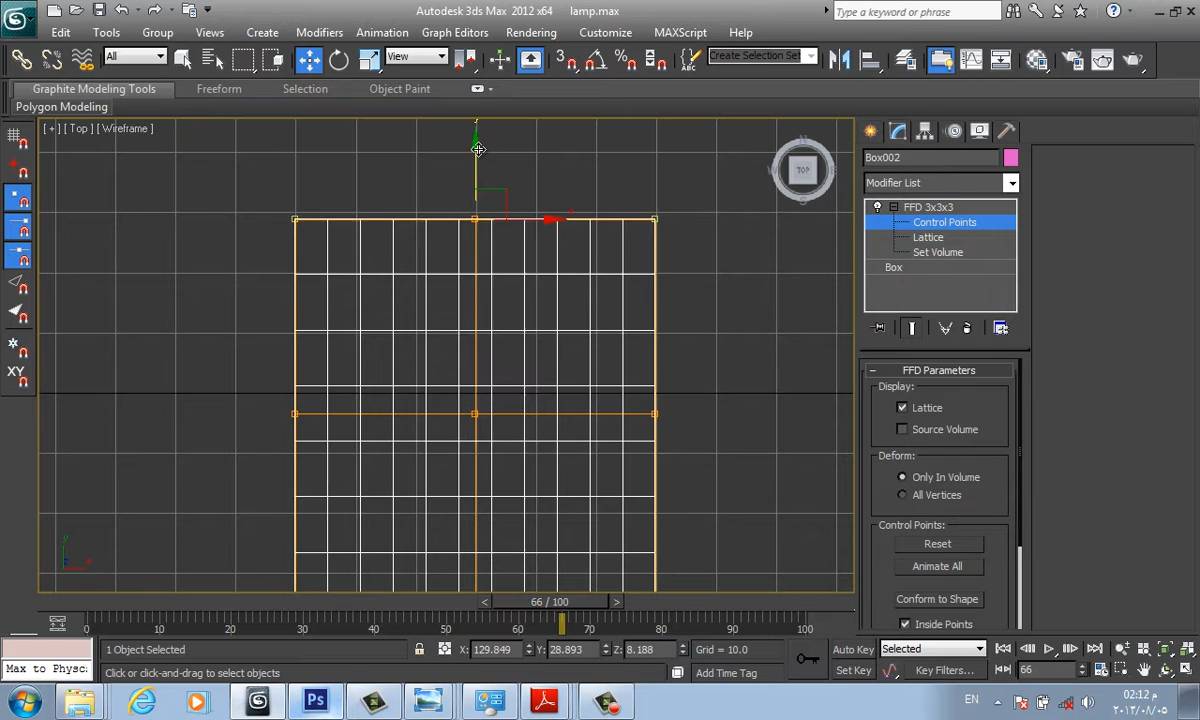 Autodesk 3ds Max 2012 x64 lamp.max
Type a keyword or phrase
Edit Tools Group Views Create Modifiers Animation Graph Editors Rendering Customize MAXScript Help
All View 3 Create Selection Set
Graphite Modeling Tools Freeform Selection Object Paint
Polygon Modeling
[ + ] [ Top ] [ Wireframe ]
TOP
Box002
Modifier List
FFD 3x3x3
Control Points
Lattice
Set Volume
Box
FFD Parameters
Display:
Lattice
Source Volume
Deform:
Only In Volume
All Vertices
Control Points:
Reset
Animate All
Conform to Shape
Inside Points
XY
y
x
< 66 / 100 >
0 10 20 30 40 50 60 70 80 90 100
1 Object Selected X: 129.849 Y: 28.893 Z: 8.188 Grid = 10.0 Auto Key Selected
Max to Physc Click or click-and-drag to select objects Add Time Tag Set Key Key Filters... 66
Ps EN
02:12 م
٢٠١٣/٠٨/٠٥